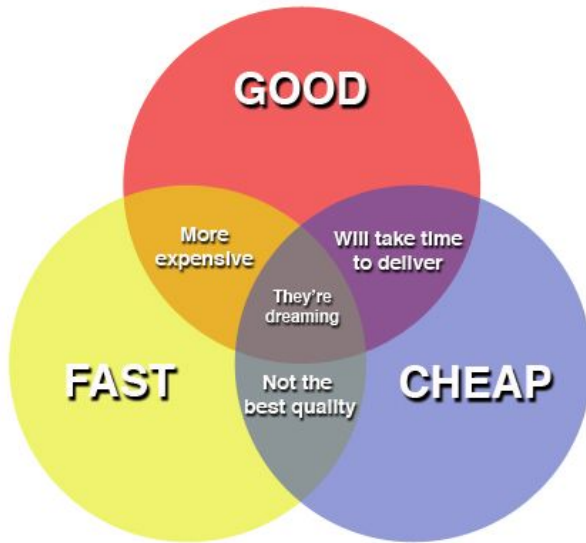 GOOD
More
expensive
Will take time
to deliver
They're
dreaming
FAST
CHEAP
Not the
best quality